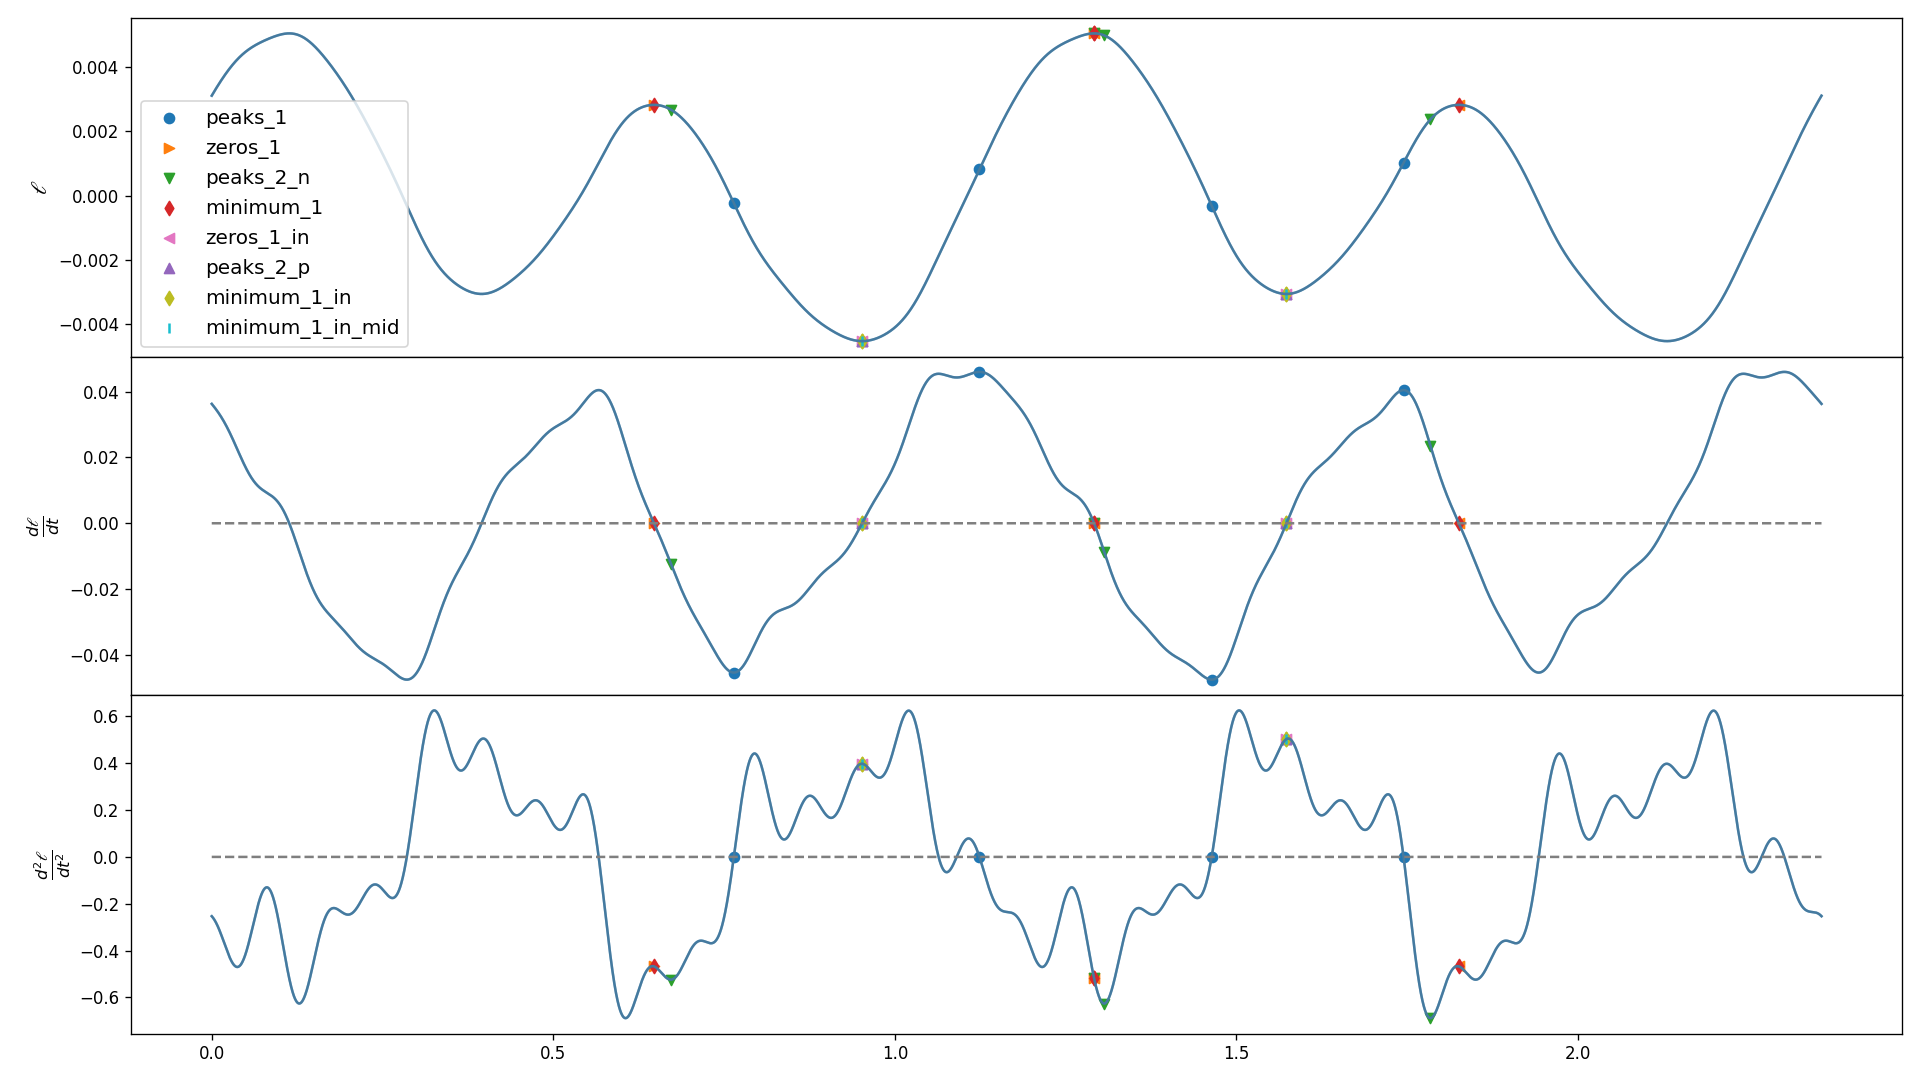 0.004
0.002
0.000
−0.002
−0.004
ℓ
peaks_1
zeros_1
peaks_2_n
minimum_1
zeros_1_in
peaks_2_p
minimum_1_in
minimum_1_in_mid
0.04
0.02
0.00
−0.02
−0.04
dℓ/dt
0.6
0.4
0.2
0.0
−0.2
−0.4
−0.6
d²ℓ/dt²
0.0 0.5 1.0 1.5 2.0